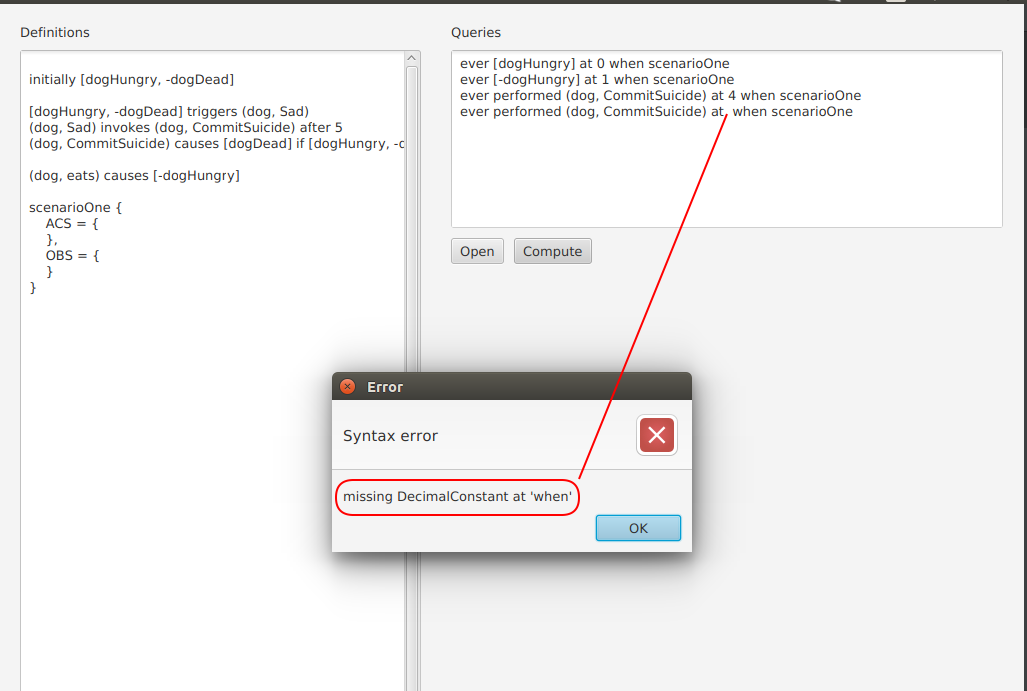 Definitions
initially [dogHungry, -dogDead]
[dogHungry, -dogDead] triggers (dog, Sad)
(dog, Sad) invokes (dog, CommitSuicide) after 5
(dog, CommitSuicide) causes [dogDead] if [dogHungry, -d
(dog, eats) causes [-dogHungry]
scenarioOne {
ACS = {
},
OBS = {
}
}
Queries
ever [dogHungry] at 0 when scenarioOne
ever [-dogHungry] at 1 when scenarioOne
ever performed (dog, CommitSuicide) at 4 when scenarioOne
ever performed (dog, CommitSuicide) at  when scenarioOne
Open
Compute
Error
Syntax error
missing DecimalConstant at 'when'
OK